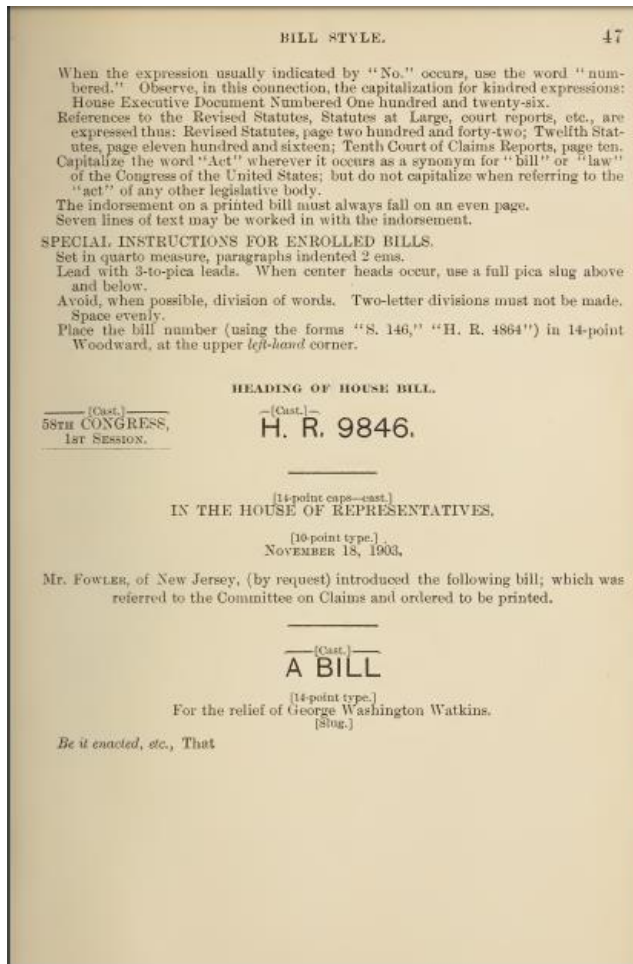 BILL STYLE. 47
When the expression usually indicated by "No." occurs, use the word "num-
bered." Observe, in this connection, the capitalization for kindred expressions:
House Executive Document Numbered One hundred and twenty-six.
References to the Revised Statutes, Statutes at Large, court reports, etc., are
expressed thus: Revised Statutes, page two hundred and forty-two; Twelfth Stat-
utes, page eleven hundred and sixteen; Tenth Court of Claims Reports, page ten.
Capitalize the word "Act" wherever it occurs as a synonym for "bill" or "law"
of the Congress of the United States; but do not capitalize when referring to the
"act" of any other legislative body.
The indorsement on a printed bill must always fall on an even page.
Seven lines of text may be worked in with the indorsement.
SPECIAL INSTRUCTIONS FOR ENROLLED BILLS.
Set in quarto measure, paragraphs indented 2 ems.
Lead with 3-to-pica leads. When center heads occur, use a full pica slug above
and below.
Avoid, when possible, division of words. Two-letter divisions must not be made.
Space evenly.
Place the bill number (using the forms "S. 146," "H. R. 4864") in 14-point
Woodward, at the upper left-hand corner.
HEADING OF HOUSE BILL.
[Cast.]
58TH CONGRESS,
1ST SESSION.
[Cast.]
H. R. 9846.
[14-point caps—cast.]
IN THE HOUSE OF REPRESENTATIVES.
[10-point type.]
NOVEMBER 18, 1903.
Mr. FOWLER, of New Jersey, (by request) introduced the following bill; which was
referred to the Committee on Claims and ordered to be printed.
[Cast.]
A BILL
[14-point type.]
For the relief of George Washington Watkins.
[Slug.]
Be it enacted, etc., That